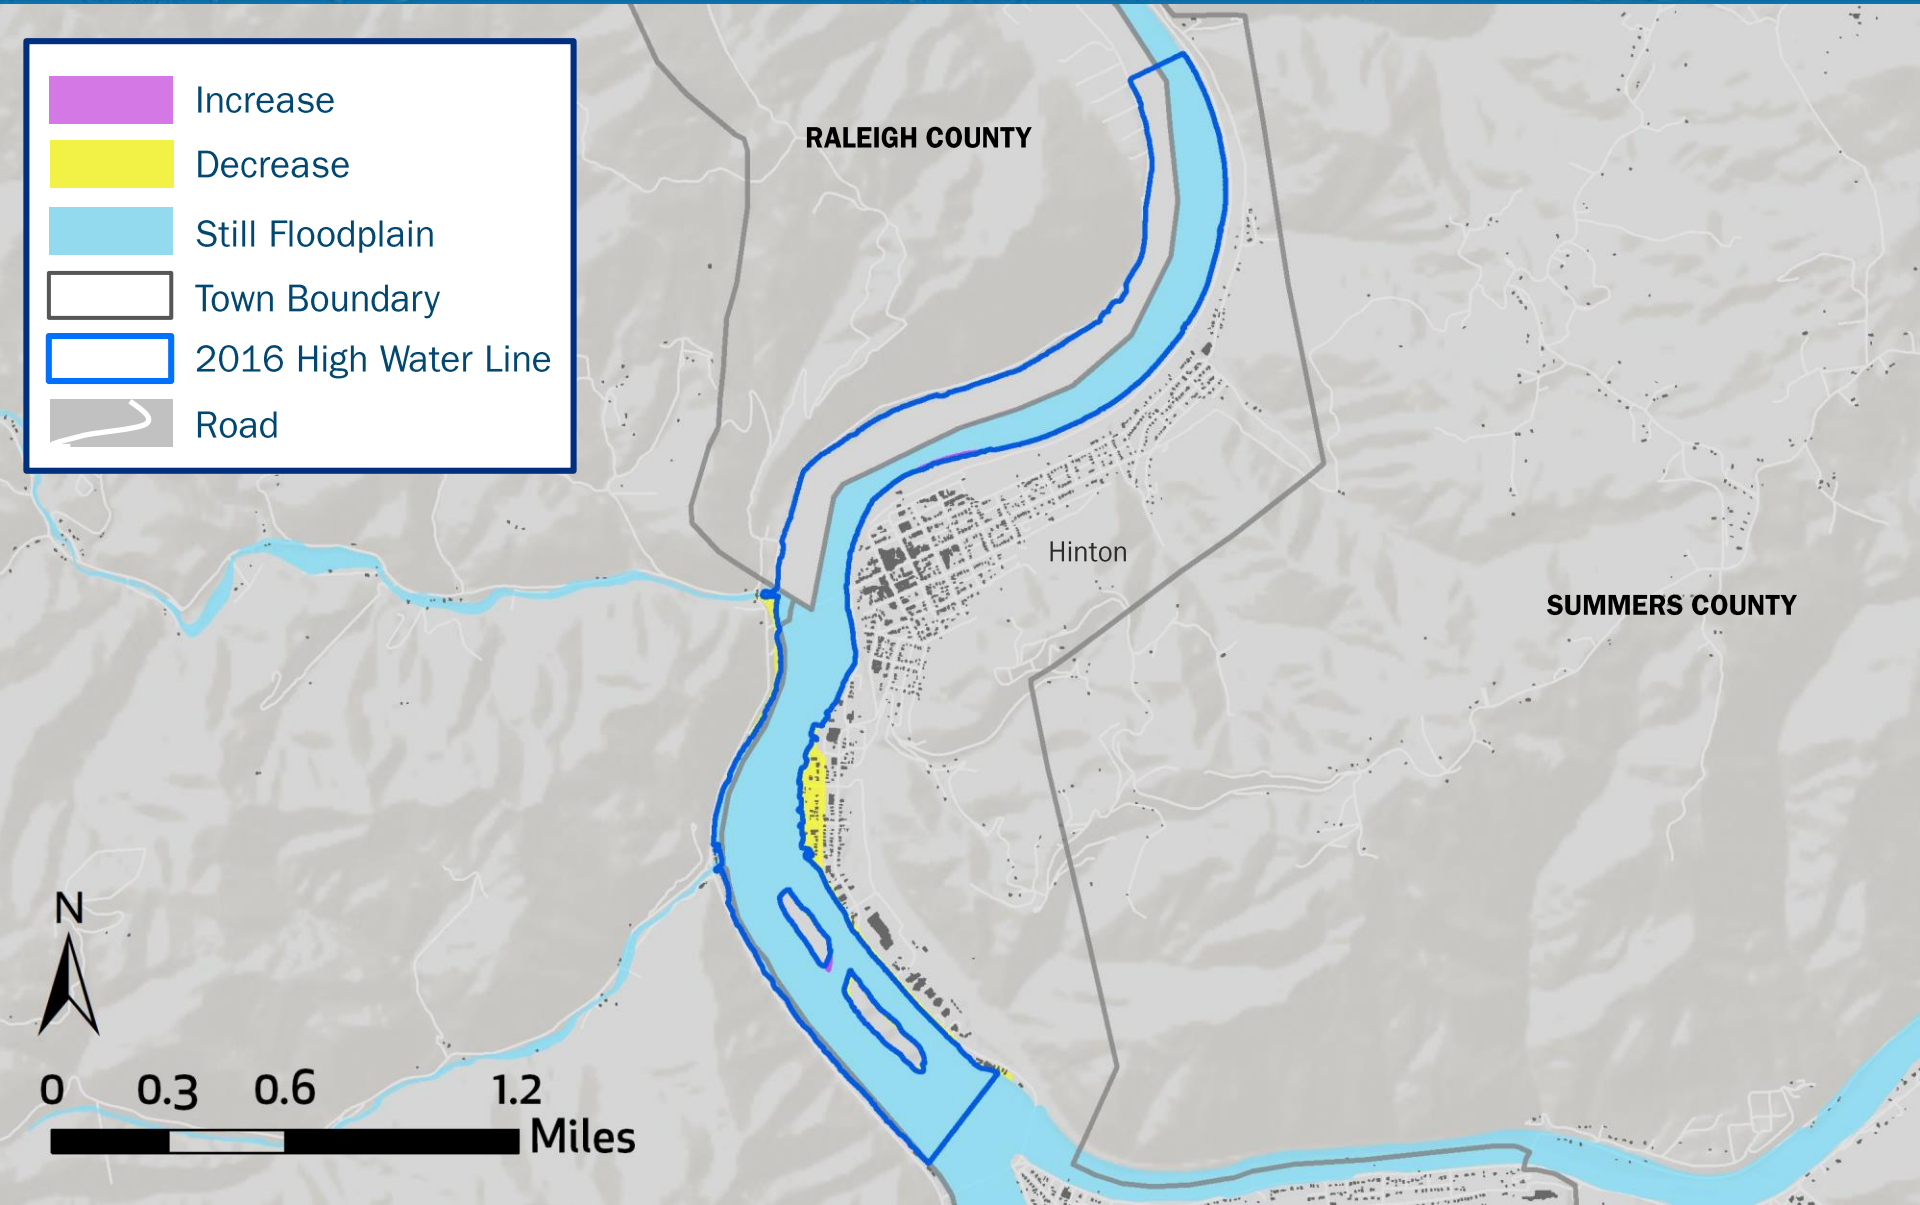 Increase
Decrease
Still Floodplain
Town Boundary
2016 High Water Line
Road
RALEIGH COUNTY
Hinton
SUMMERS COUNTY
N
0 0.3 0.6 1.2
Miles